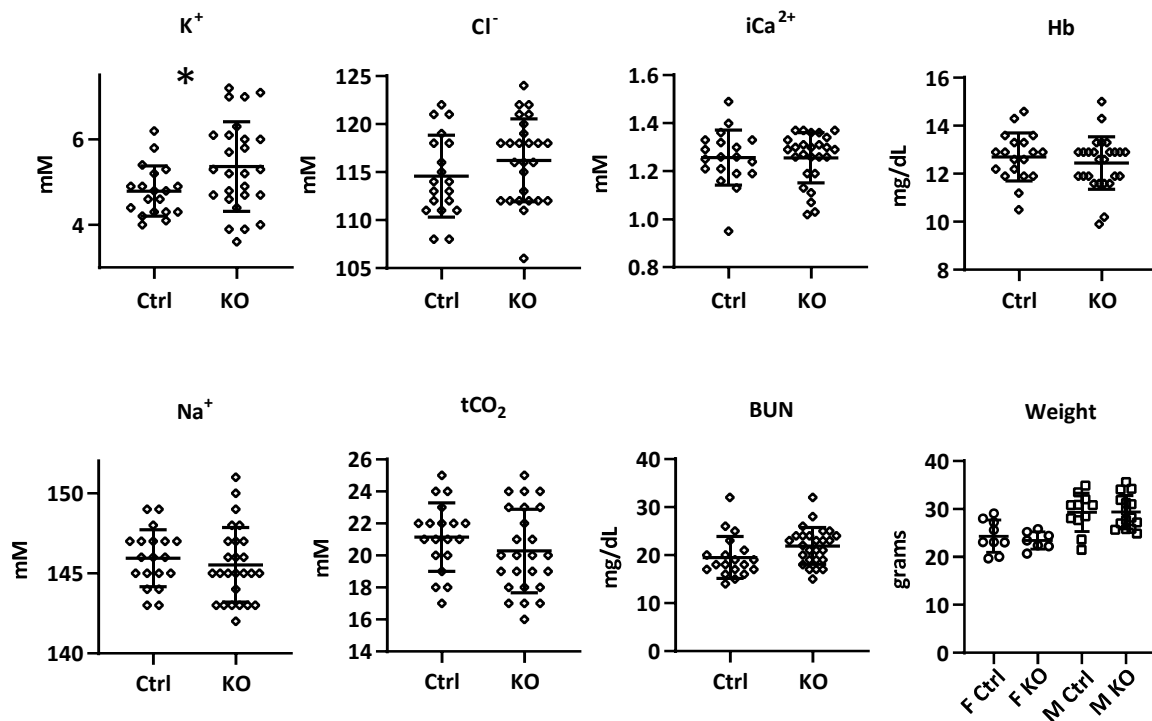 K⁺
Cl⁻
iCa²⁺
Hb
*
mM
6
4
Ctrl KO
mM
125
120
115
110
105
Ctrl KO
mM
1.6
1.4
1.2
1.0
0.8
Ctrl KO
mg/dL
16
14
12
10
8
Ctrl KO
Na⁺
tCO₂
BUN
Weight
mM
150
145
140
Ctrl KO
mM
26
24
22
20
18
16
14
Ctrl KO
mg/dL
40
30
20
10
0
Ctrl KO
grams
40
30
20
10
0
F Ctrl
F KO
M Ctrl
M KO